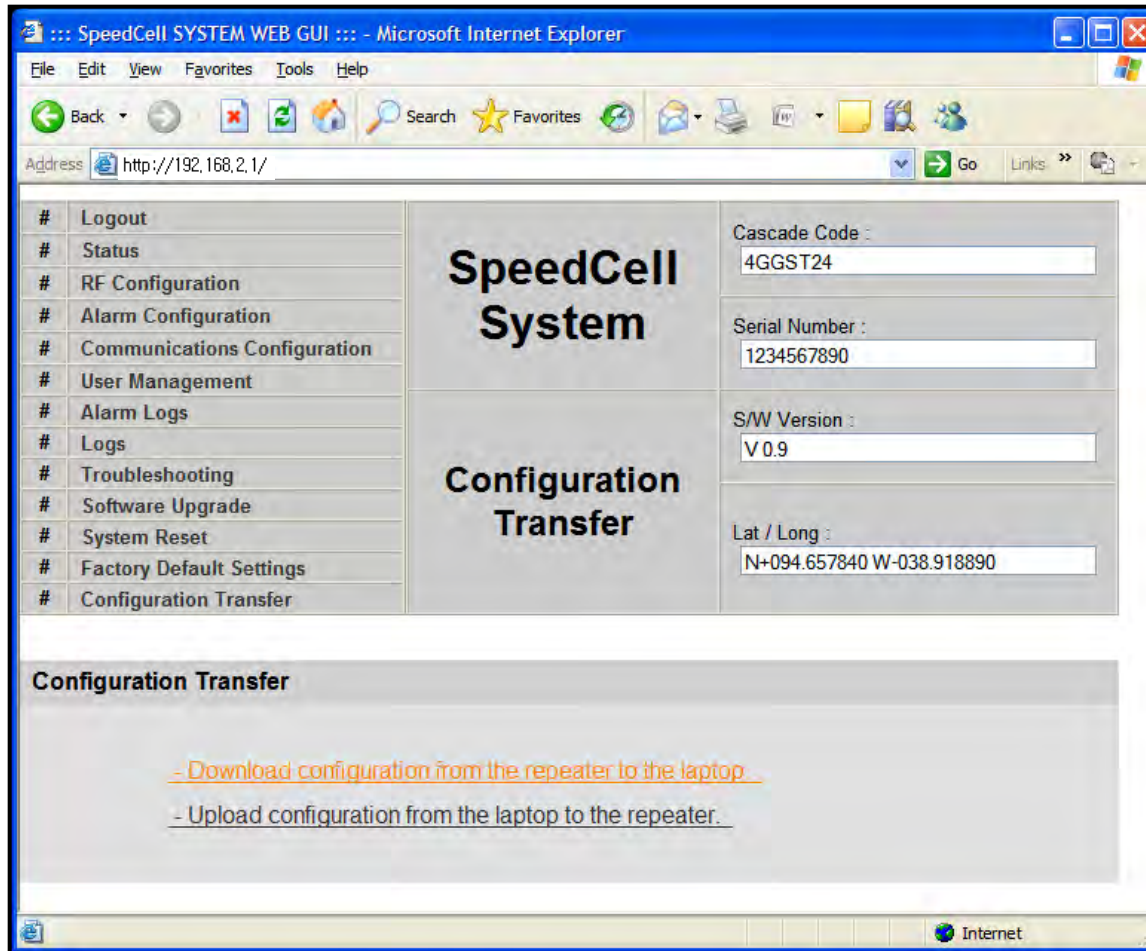 ::: SpeedCell SYSTEM WEB GUI ::: - Microsoft Internet Explorer
File Edit View Favorites Tools Help
Back Search Favorites
Address http://192,168,2,1/ Go Links »
# Logout
# Status
# RF Configuration
# Alarm Configuration
# Communications Configuration
# User Management
# Alarm Logs
# Logs
# Troubleshooting
# Software Upgrade
# System Reset
# Factory Default Settings
# Configuration Transfer
SpeedCell
System
Configuration
Transfer
Cascade Code :
4GGST24
Serial Number :
1234567890
S/W Version :
V 0.9
Lat / Long :
N+094.657840 W-038.918890
Configuration Transfer
- Download configuration from the repeater to the laptop
- Upload configuration from the laptop to the repeater.
Internet